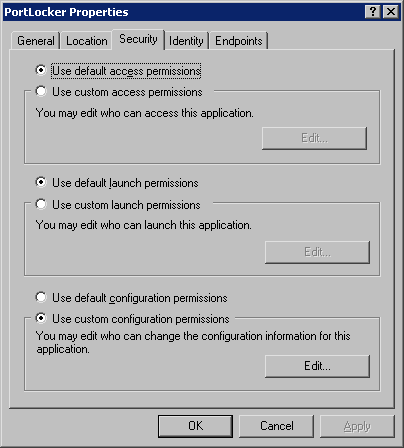 PortLocker Properties
General Location Security Identity Endpoints
Use default access permissions
Use custom access permissions
You may edit who can access this application.
Edit...
Use default launch permissions
Use custom launch permissions
You may edit who can launch this application.
Edit...
Use default configuration permissions
Use custom configuration permissions
You may edit who can change the configuration information for this
application.
Edit...
OK Cancel Apply